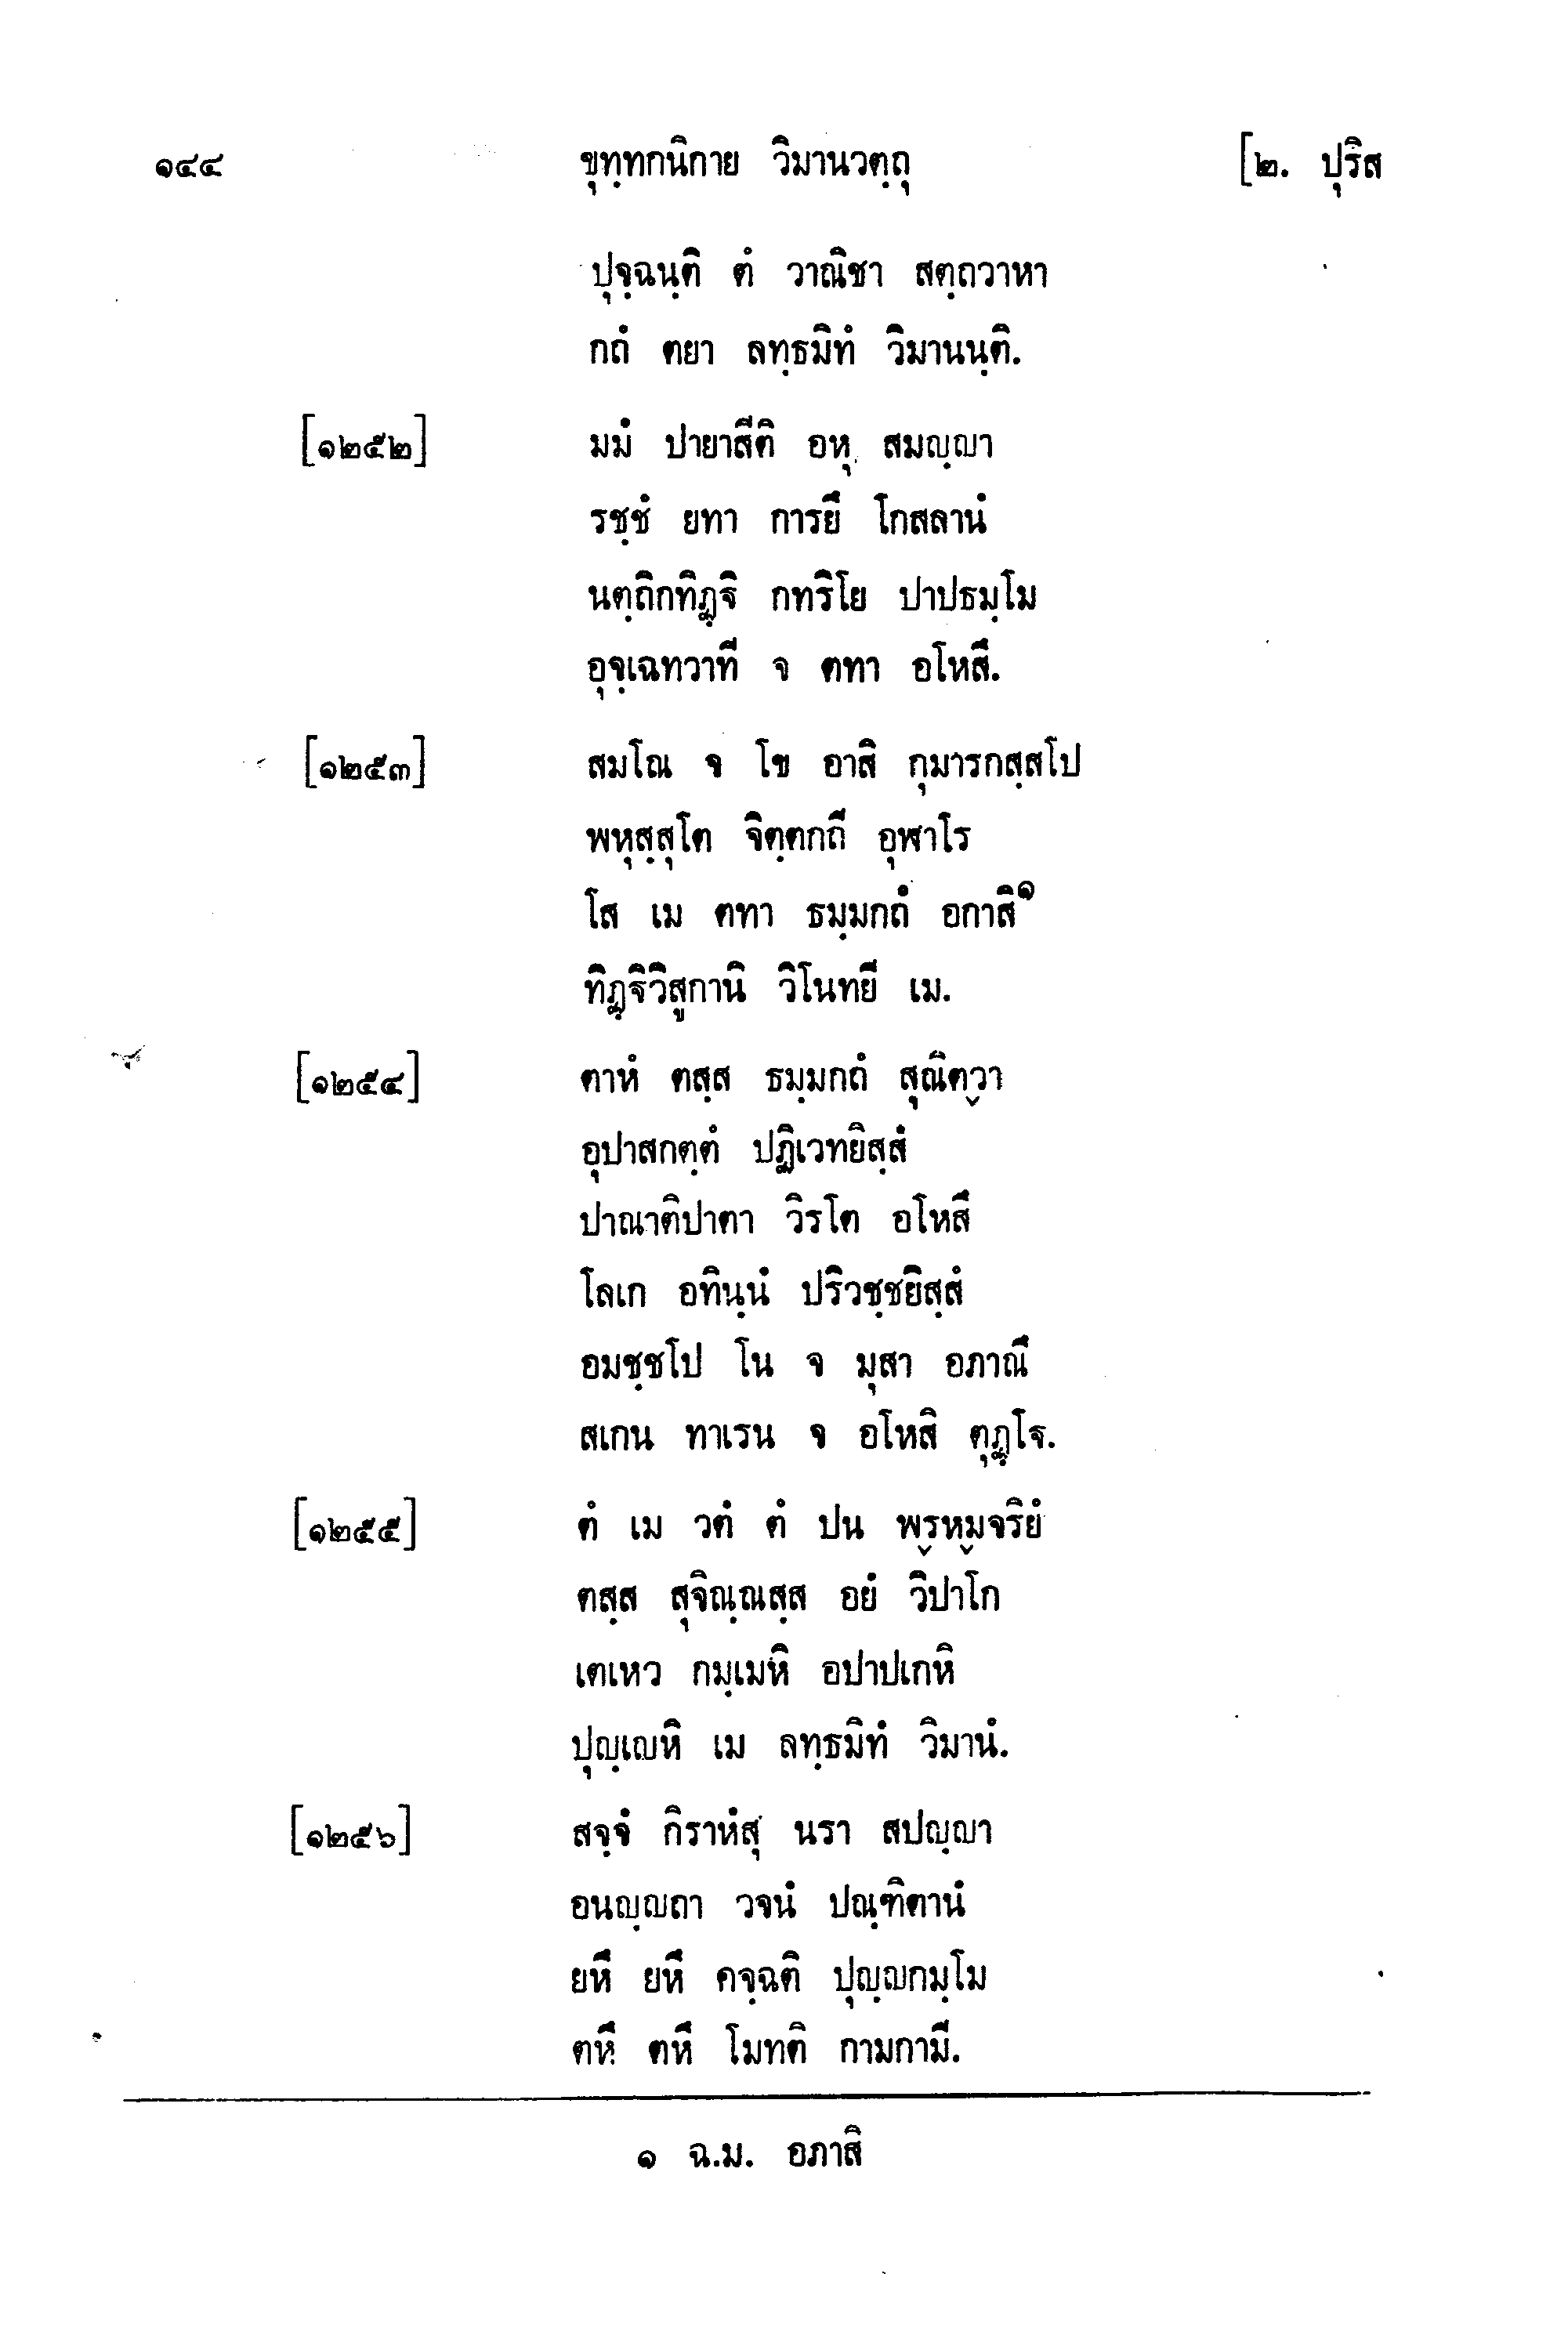 ๑๔๔ ขุทฺทกนิกาย วิมานวตฺถุ [๒. ปุริส
ปุจฺฉนฺติ ตํ วาณิชา สตฺถวาหา
กถํ ตยา ลทฺธมิทํ วิมานนฺติ.
[๑๒๕๒] มมํ ปายาสีติ อหุ สมญฺญา
รชฺชํ ยทา การยึ โกสลานํ
นตฺถิกทิฏฺฐิ กทริโย ปาปธมฺโม
อุจฺเฉทวาที จ ตทา อโหสึ.
[๑๒๕๓] สมโณ จ โข อาสิ กุมารกสฺสโป
พหุสฺสุโต จิตฺตกถี อุฬาโร
โส เม ตทา ธมฺมกถํ อกาสิ๑
ทิฏฺฐิวิสูกานิ วิโนทยี เม.
[๑๒๕๔] ตาหํ ตสฺส ธมฺมกถํ สุณิตฺวา
อุปาสกตฺตํ ปฏิเวทยิสฺสํ
ปาณาติปาตา วิรโต อโหสึ
โลเก อทินฺนํ ปริวชฺชยิสฺสํ
อมชฺชโป โน จ มุสา อภาณึ
สเกน ทาเรน จ อโหสิ ตุฏฺโฐ.
[๑๒๕๕] ตํ เม วตํ ตํ ปน พฺรหฺมจริยํ
ตสฺส สุจิณฺณสฺส อยํ วิปาโก
เตเหว กมฺเมหิ อปาปเกหิ
ปุญฺเญหิ เม ลทฺธมิทํ วิมานํ.
[๑๒๕๖] สจฺจํ กิราหํสุ นรา สปญฺญา
อนญฺญถา วจนํ ปณฺฑิตานํ
ยหึ ยหึ คจฺฉติ ปุญฺญกมฺโม
ตหึ ตหึ โมทติ กามกามี.
๑ ฉ.ม. อภาสิ